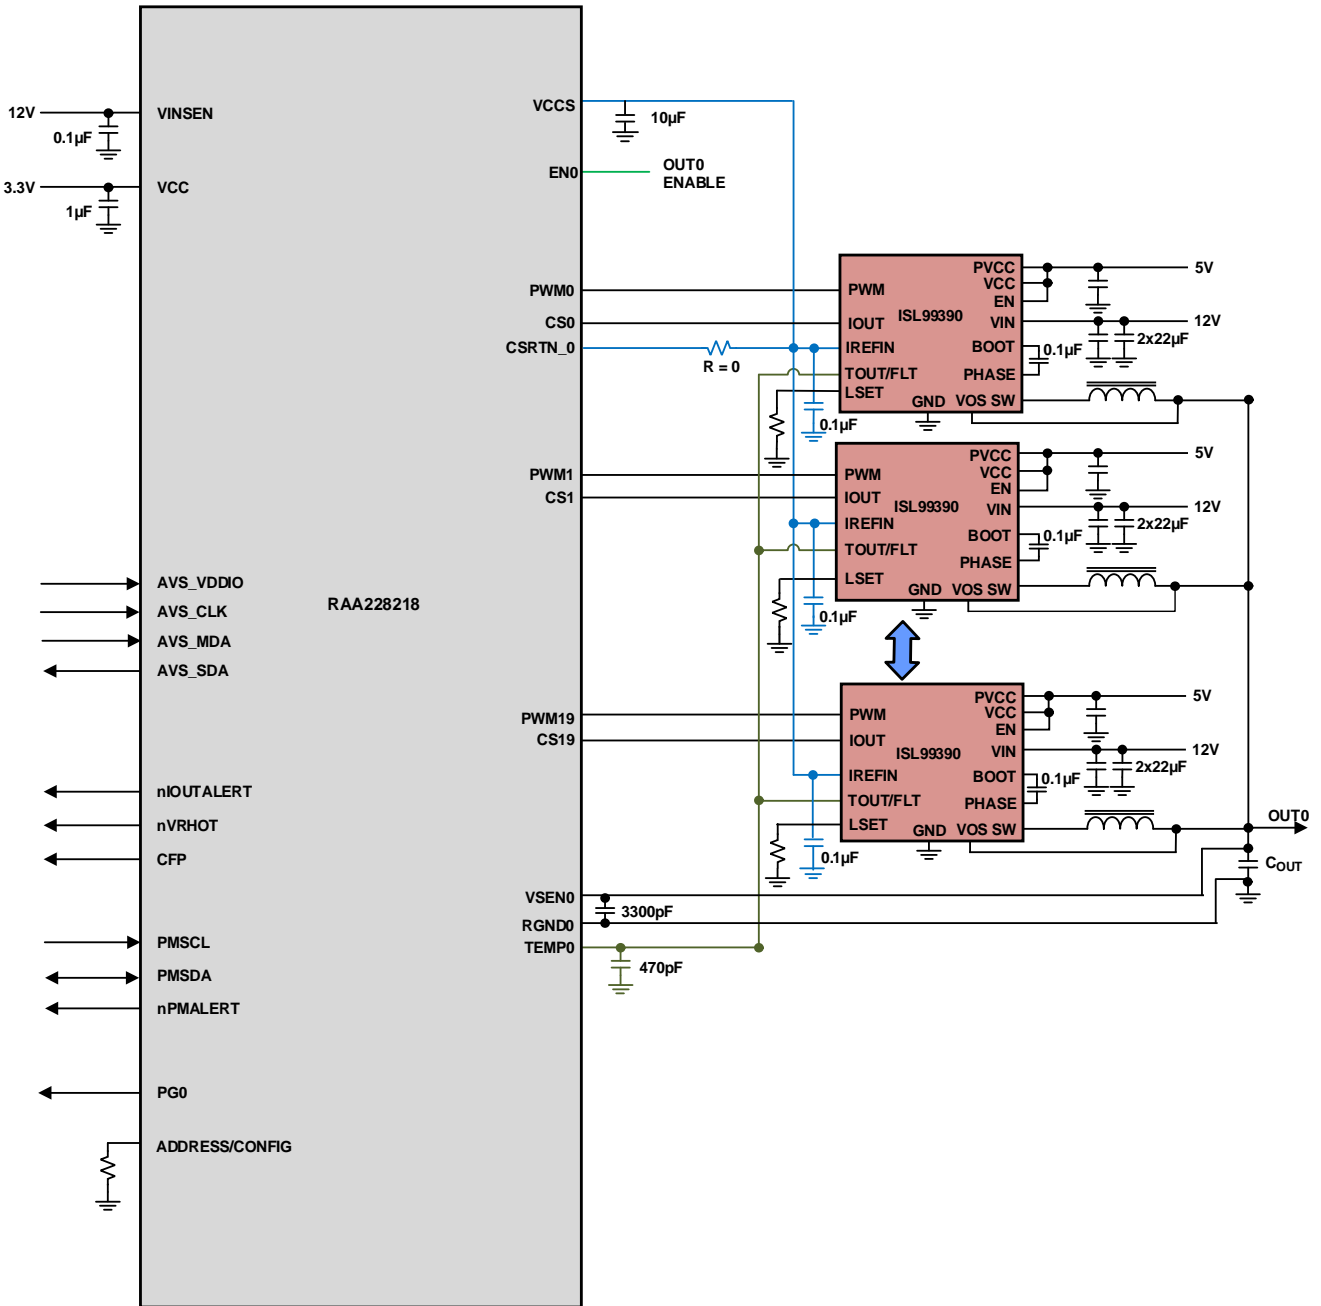 12V
0.1µF
VINSEN
3.3V
1µF
VCC
AVS_VDDIO
AVS_CLK
AVS_MDA
AVS_SDA
nIOUTALERT
nVRHOT
CFP
PMSCL
PMSDA
nPMALERT
PG0
ADDRESS/CONFIG
RAA228218
VCCS
10µF
EN0
OUT0
ENABLE
PWM0
CS0
CSRTN_0
R = 0
PWM1
CS1
PWM19
CS19
VSEN0
3300pF
RGND0
TEMP0
470pF
PWM
IOUT
IREFIN
TOUT/FLT
LSET
ISL99390
PVCC
VCC
EN
VIN
BOOT
PHASE
GND
VOS SW
5V
12V
2x22µF
0.1µF
0.1µF
PWM
IOUT
IREFIN
TOUT/FLT
LSET
ISL99390
PVCC
VCC
EN
VIN
BOOT
PHASE
GND
VOS SW
5V
12V
2x22µF
0.1µF
0.1µF
PWM
IOUT
IREFIN
TOUT/FLT
LSET
ISL99390
PVCC
VCC
EN
VIN
BOOT
PHASE
GND
VOS SW
5V
12V
2x22µF
0.1µF
0.1µF
OUT0
COUT